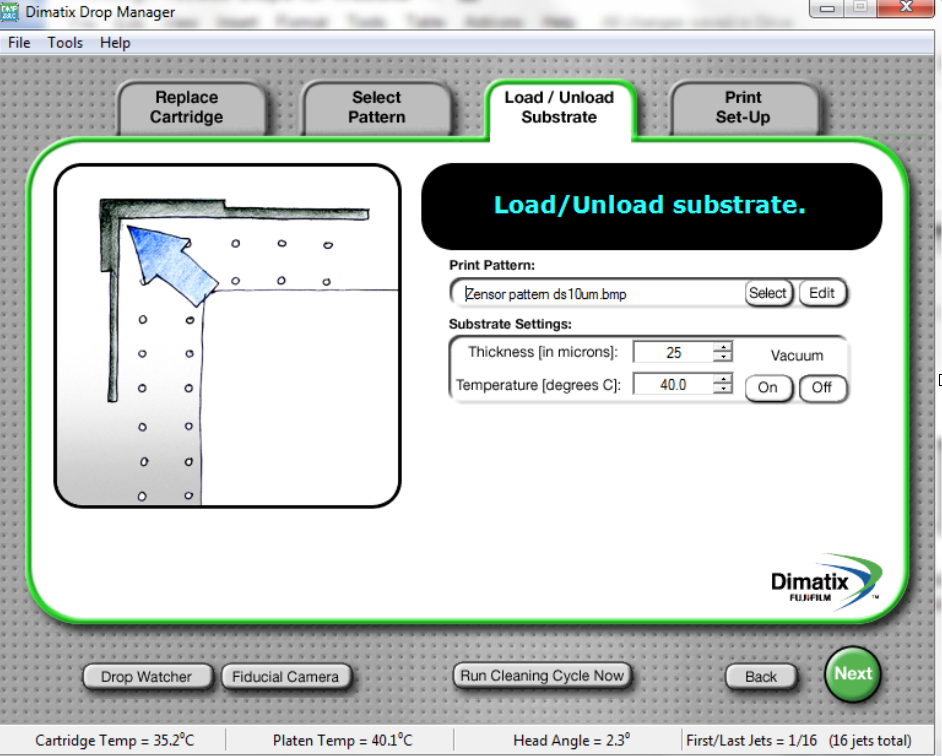 Dimatix Drop Manager
File Tools Help
Replace Cartridge
Select Pattern
Load / Unload Substrate
Print Set-Up
Load/Unload substrate.
Print Pattern:
Zensor pattern ds10um.bmp Select Edit
Substrate Settings:
Thickness [in microns]: 25 Vacuum
Temperature [degrees C]: 40.0 On Off
Dimatix
FUJIFILM TM
Drop Watcher Fiducial Camera Run Cleaning Cycle Now Back Next
Cartridge Temp = 35.2°C Platen Temp = 40.1°C Head Angle = 2.3° First/Last Jets = 1/16 (16 jets total)